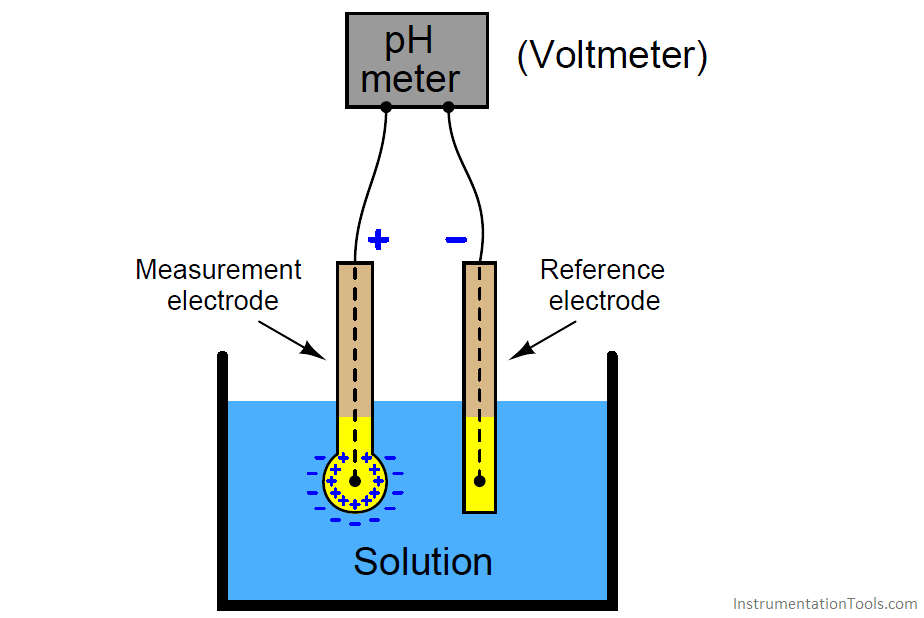 pH
meter
(Voltmeter)
+
−
Measurement
electrode
Reference
electrode
Solution
InstrumentationTools.com